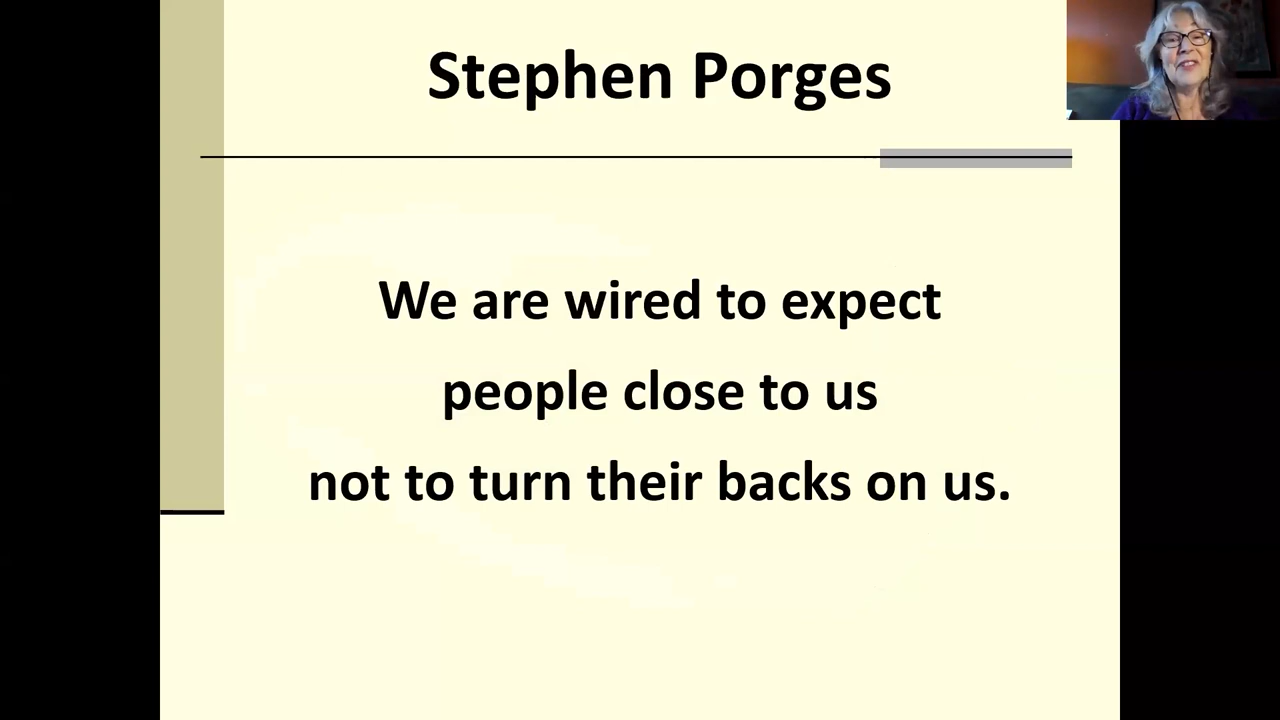 Stephen Porges
We are wired to expect
people close to us
not to turn their backs on us.